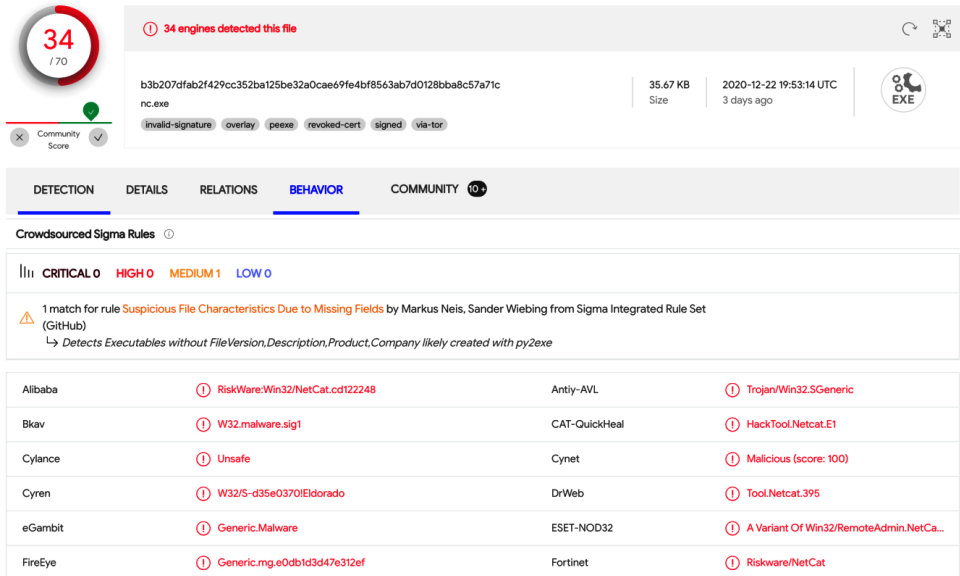 34
/ 70
Community
Score
34 engines detected this file
b3b207dfab2f429cc352ba125be32a0cae69fe4bf8563ab7d0128bba8c57a71c
nc.exe
invalid-signature overlay peexe revoked-cert signed via-tor
35.67 KB
Size
2020-12-22 19:53:14 UTC
3 days ago
EXE
DETECTION DETAILS RELATIONS BEHAVIOR COMMUNITY 10+
Crowdsourced Sigma Rules
CRITICAL 0 HIGH 0 MEDIUM 1 LOW 0
1 match for rule Suspicious File Characteristics Due to Missing Fields by Markus Neis, Sander Wiebing from Sigma Integrated Rule Set
(GitHub)
Detects Executables without FileVersion,Description,Product,Company likely created with py2exe
Alibaba RiskWare:Win32/NetCat.cd122248 Antiy-AVL Trojan/Win32.SGeneric
Bkav W32.malware.sig1 CAT-QuickHeal HackTool.Netcat.E1
Cylance Unsafe Cynet Malicious (score: 100)
Cyren W32/S-d35e0370!Eldorado DrWeb Tool.Netcat.395
eGambit Generic.Malware ESET-NOD32 A Variant Of Win32/RemoteAdmin.NetCa...
FireEye Generic.mg.e0db1d3d47e312ef Fortinet Riskware/NetCat